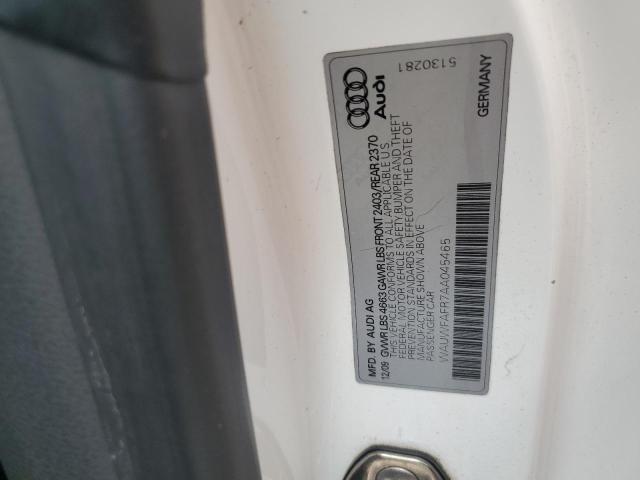 MFD. BY AUDI AG
12/09 GVWR LBS 4663 GAWR LBS FRONT 2403/REAR 2370
THIS VEHICLE CONFORMS TO ALL APPLICABLE U.S.
FEDERAL MOTOR VEHICLE SAFETY BUMPER AND THEFT
PREVENTION STANDARDS IN EFFECT ON THE DATE OF
MANUFACTURE SHOWN ABOVE
PASSENGER CAR
WAUWFAFR7AA045465
Audi
5130281
GERMANY